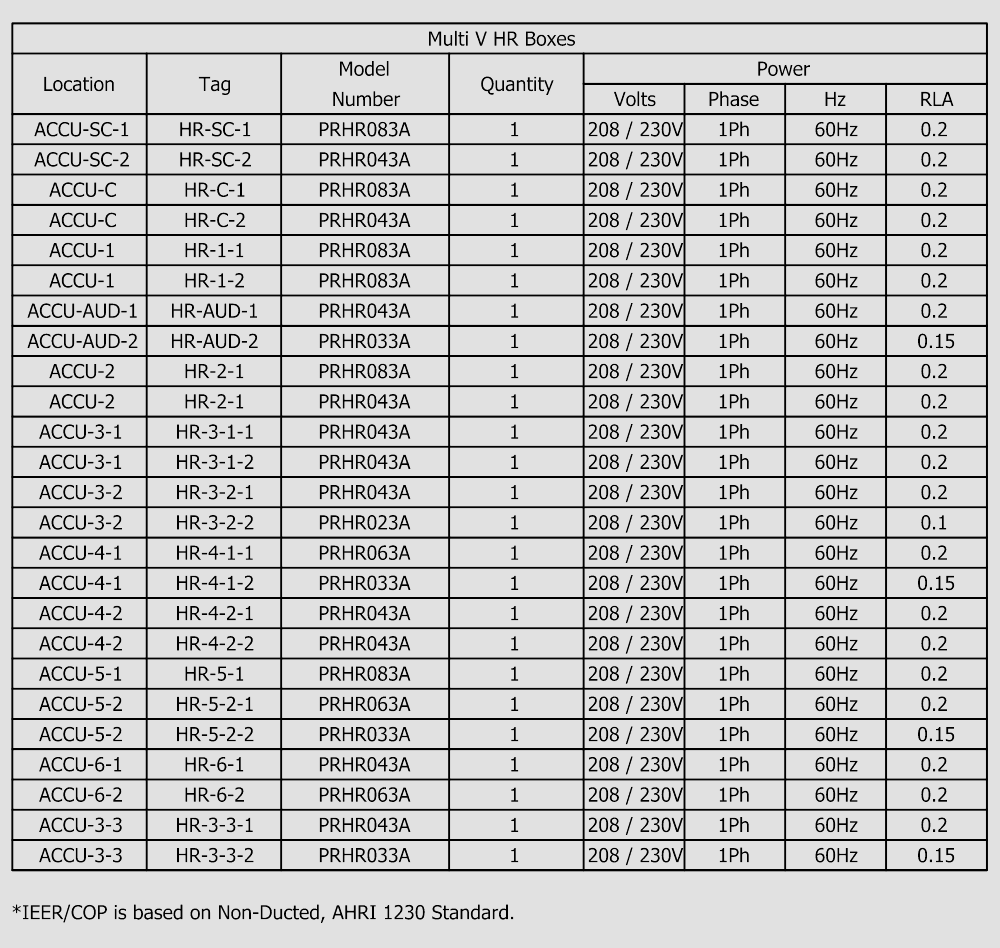 Multi V HR Boxes
Location Tag Model Number Quantity Power
Volts Phase Hz RLA
ACCU-SC-1 HR-SC-1 PRHR083A 1 208 / 230V 1Ph 60Hz 0.2
ACCU-SC-2 HR-SC-2 PRHR043A 1 208 / 230V 1Ph 60Hz 0.2
ACCU-C HR-C-1 PRHR083A 1 208 / 230V 1Ph 60Hz 0.2
ACCU-C HR-C-2 PRHR043A 1 208 / 230V 1Ph 60Hz 0.2
ACCU-1 HR-1-1 PRHR083A 1 208 / 230V 1Ph 60Hz 0.2
ACCU-1 HR-1-2 PRHR083A 1 208 / 230V 1Ph 60Hz 0.2
ACCU-AUD-1 HR-AUD-1 PRHR043A 1 208 / 230V 1Ph 60Hz 0.2
ACCU-AUD-2 HR-AUD-2 PRHR033A 1 208 / 230V 1Ph 60Hz 0.15
ACCU-2 HR-2-1 PRHR083A 1 208 / 230V 1Ph 60Hz 0.2
ACCU-2 HR-2-1 PRHR043A 1 208 / 230V 1Ph 60Hz 0.2
ACCU-3-1 HR-3-1-1 PRHR043A 1 208 / 230V 1Ph 60Hz 0.2
ACCU-3-1 HR-3-1-2 PRHR043A 1 208 / 230V 1Ph 60Hz 0.2
ACCU-3-2 HR-3-2-1 PRHR043A 1 208 / 230V 1Ph 60Hz 0.2
ACCU-3-2 HR-3-2-2 PRHR023A 1 208 / 230V 1Ph 60Hz 0.1
ACCU-4-1 HR-4-1-1 PRHR063A 1 208 / 230V 1Ph 60Hz 0.2
ACCU-4-1 HR-4-1-2 PRHR033A 1 208 / 230V 1Ph 60Hz 0.15
ACCU-4-2 HR-4-2-1 PRHR043A 1 208 / 230V 1Ph 60Hz 0.2
ACCU-4-2 HR-4-2-2 PRHR043A 1 208 / 230V 1Ph 60Hz 0.2
ACCU-5-1 HR-5-1 PRHR083A 1 208 / 230V 1Ph 60Hz 0.2
ACCU-5-2 HR-5-2-1 PRHR063A 1 208 / 230V 1Ph 60Hz 0.2
ACCU-5-2 HR-5-2-2 PRHR033A 1 208 / 230V 1Ph 60Hz 0.15
ACCU-6-1 HR-6-1 PRHR043A 1 208 / 230V 1Ph 60Hz 0.2
ACCU-6-2 HR-6-2 PRHR063A 1 208 / 230V 1Ph 60Hz 0.2
ACCU-3-3 HR-3-3-1 PRHR043A 1 208 / 230V 1Ph 60Hz 0.2
ACCU-3-3 HR-3-3-2 PRHR033A 1 208 / 230V 1Ph 60Hz 0.15
*IEER/COP is based on Non-Ducted, AHRI 1230 Standard.